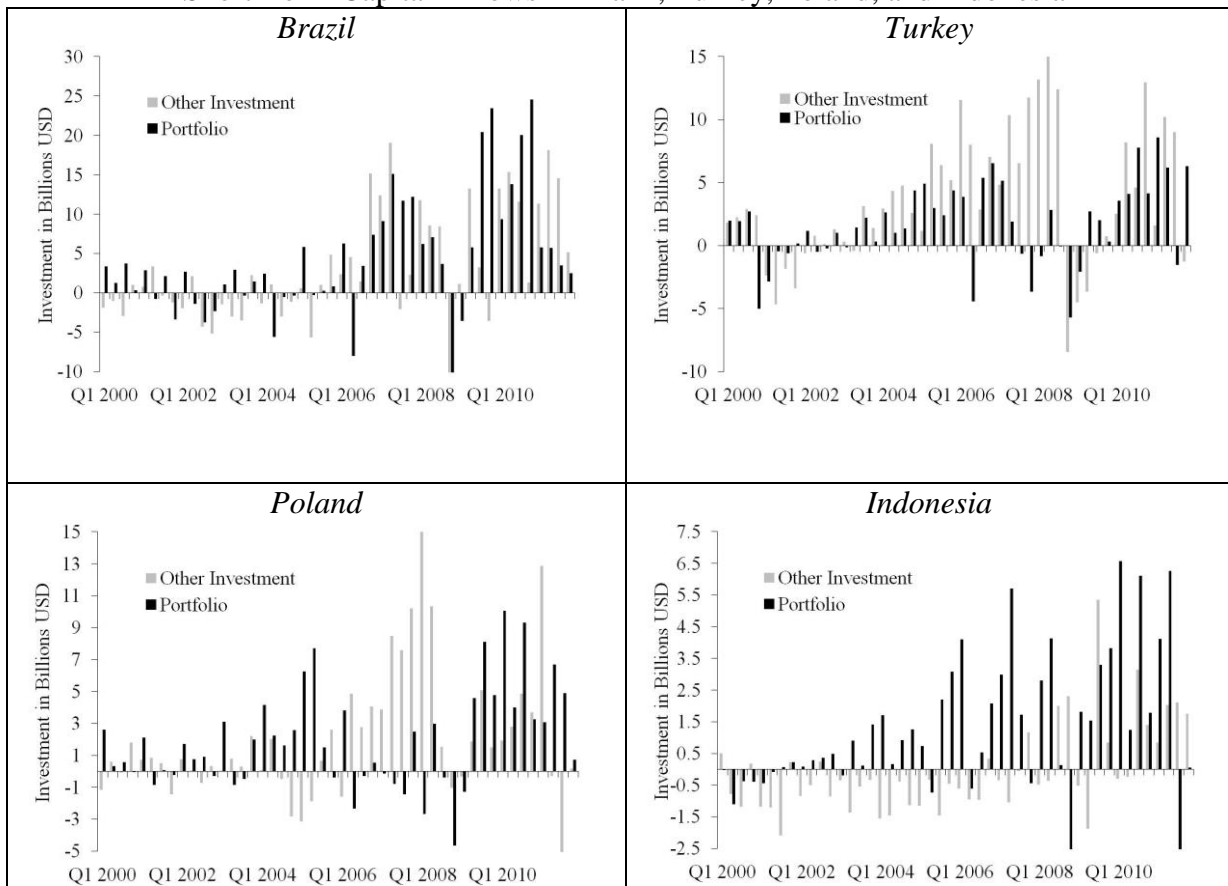 Brazil
30
25
20
15
10
5
0
-5
-10
Investment in Billions USD
Other Investment
Portfolio
Q1 2000 Q1 2002 Q1 2004 Q1 2006 Q1 2008 Q1 2010
Turkey
15
10
5
0
-5
-10
Investment in Billions USD
Other Investment
Portfolio
Q1 2000 Q1 2002 Q1 2004 Q1 2006 Q1 2008 Q1 2010
Poland
15
13
11
9
7
5
3
1
-1
-3
-5
Investment in Billions USD
Other Investment
Portfolio
Q1 2000 Q1 2002 Q1 2004 Q1 2006 Q1 2008 Q1 2010
Indonesia
7.5
6.5
5.5
4.5
3.5
2.5
1.5
0.5
-0.5
-1.5
-2.5
Investment in Billions USD
Other Investment
Portfolio
Q1 2000 Q1 2002 Q1 2004 Q1 2006 Q1 2008 Q1 2010